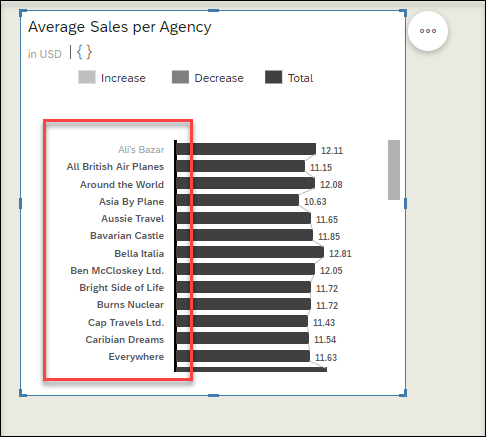 Average Sales per Agency
in USD | { }
Increase Decrease Total
Ali's Bazar 12.11
All British Air Planes 11.15
Around the World 12.08
Asia By Plane 10.63
Aussie Travel 11.65
Bavarian Castle 11.85
Bella Italia 12.81
Ben McCloskey Ltd. 12.05
Bright Side of Life 11.72
Burns Nuclear 11.72
Cap Travels Ltd. 11.43
Caribian Dreams 11.54
Everywhere 11.63